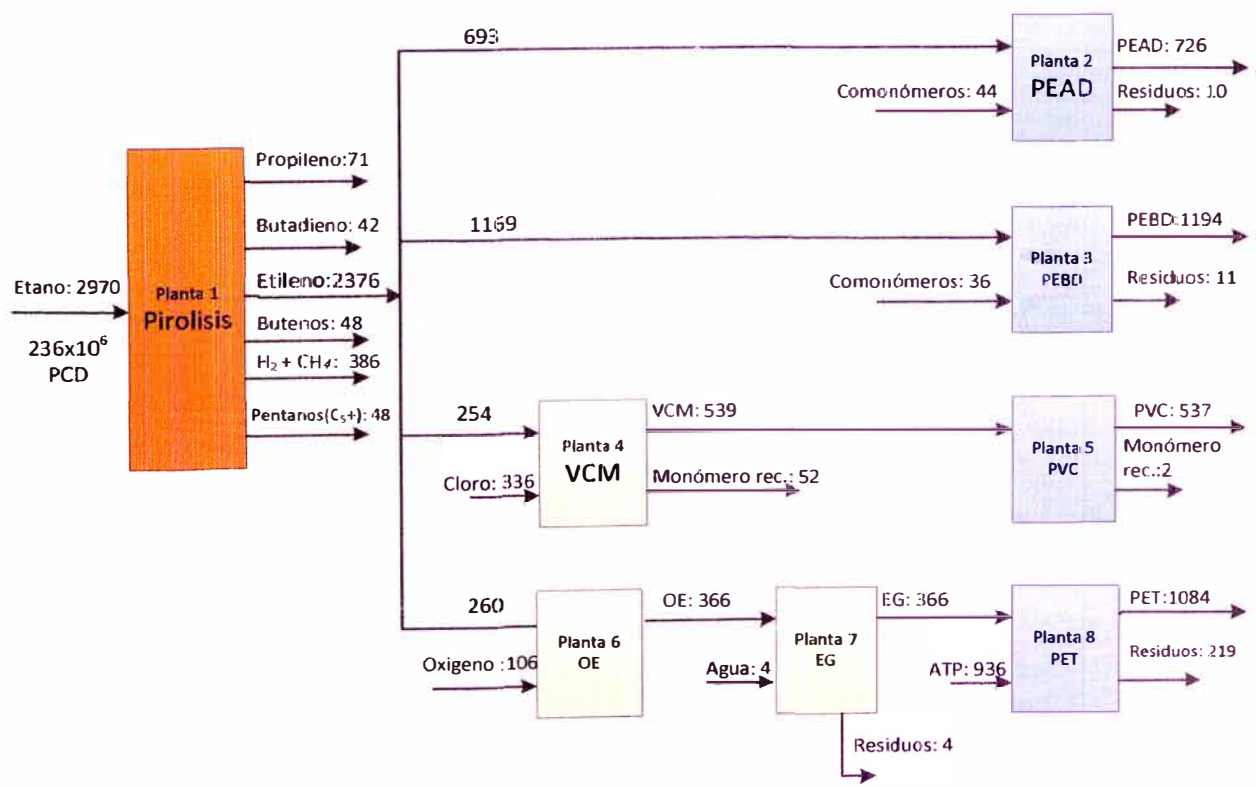 693
Planta 2
PEAD
PEAD: 726
Comonómeros: 44
Residuos: 10
Propileno:71
Butadieno: 42
Etileno:2376
Butenos: 48
H₂ + CH4: 386
Pentanos(C₅+): 48
Etano: 2970
236x10⁶
PCD
Planta 1
Pirolisis
1169
Planta 3
PEBD
PEBD:1194
Comonómeros: 36
Residuos: 11
254
Planta 4
VCM
VCM: 539
Cloro: 336
Monómero rec.: 52
Planta 5
PVC
PVC: 537
Monómero
rec.:2
260
Planta 6
OE
OE: 366
Oxigeno :106
Planta 7
EG
EG: 366
Agua: 4
Residuos: 4
Planta 8
PET
PET:1084
ATP: 936
Residuos: 219